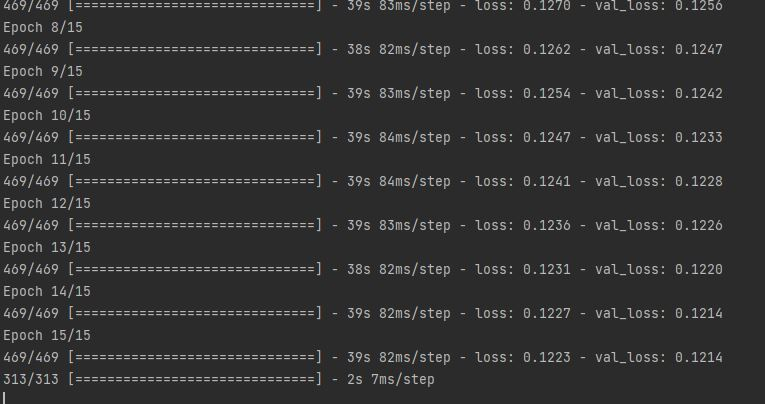 469/469 [==============================] - 39s 83ms/step - loss: 0.1270 - val_loss: 0.1256
Epoch 8/15
469/469 [==============================] - 38s 82ms/step - loss: 0.1262 - val_loss: 0.1247
Epoch 9/15
469/469 [==============================] - 39s 83ms/step - loss: 0.1254 - val_loss: 0.1242
Epoch 10/15
469/469 [==============================] - 39s 84ms/step - loss: 0.1247 - val_loss: 0.1233
Epoch 11/15
469/469 [==============================] - 39s 84ms/step - loss: 0.1241 - val_loss: 0.1228
Epoch 12/15
469/469 [==============================] - 39s 83ms/step - loss: 0.1236 - val_loss: 0.1226
Epoch 13/15
469/469 [==============================] - 38s 82ms/step - loss: 0.1231 - val_loss: 0.1220
Epoch 14/15
469/469 [==============================] - 39s 82ms/step - loss: 0.1227 - val_loss: 0.1214
Epoch 15/15
469/469 [==============================] - 39s 82ms/step - loss: 0.1223 - val_loss: 0.1214
313/313 [==============================] - 2s 7ms/step